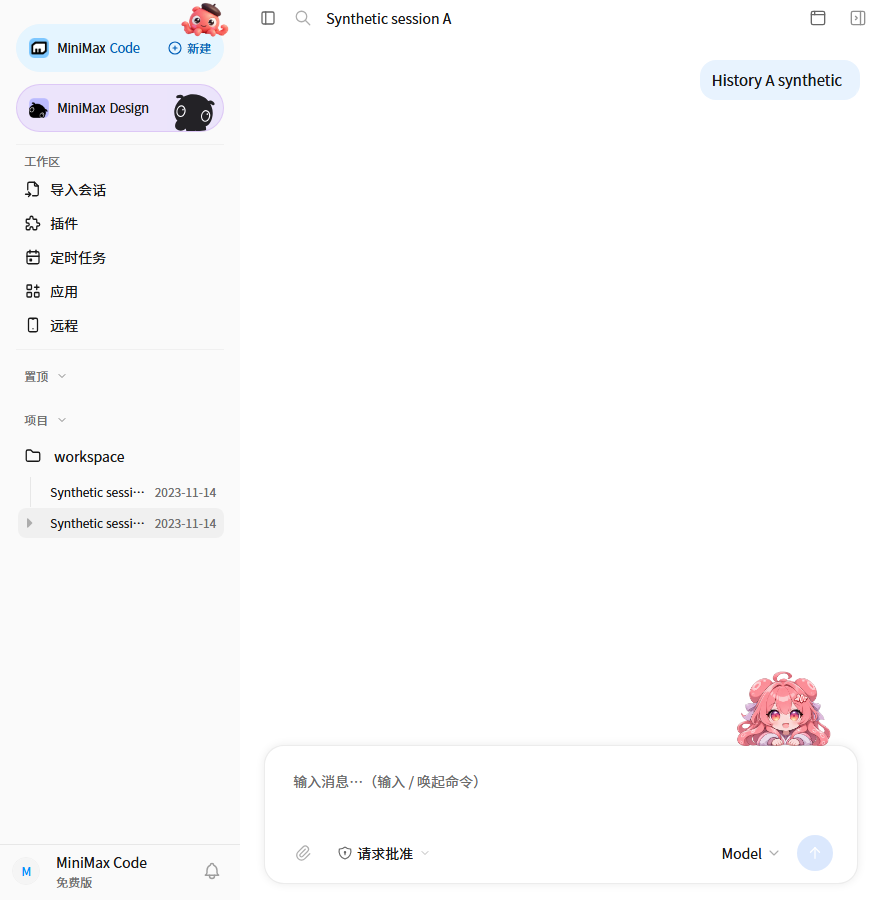 MiniMax Code
新建
MiniMax Design
工作区
导入会话
插件
定时任务
应用
远程
置顶
项目
workspace
Synthetic sessi··· 2023-11-14
Synthetic sessi··· 2023-11-14
M
MiniMax Code
免费版
Synthetic session A
History A synthetic
输入消息…（输入 / 唤起命令）
请求批准
Model